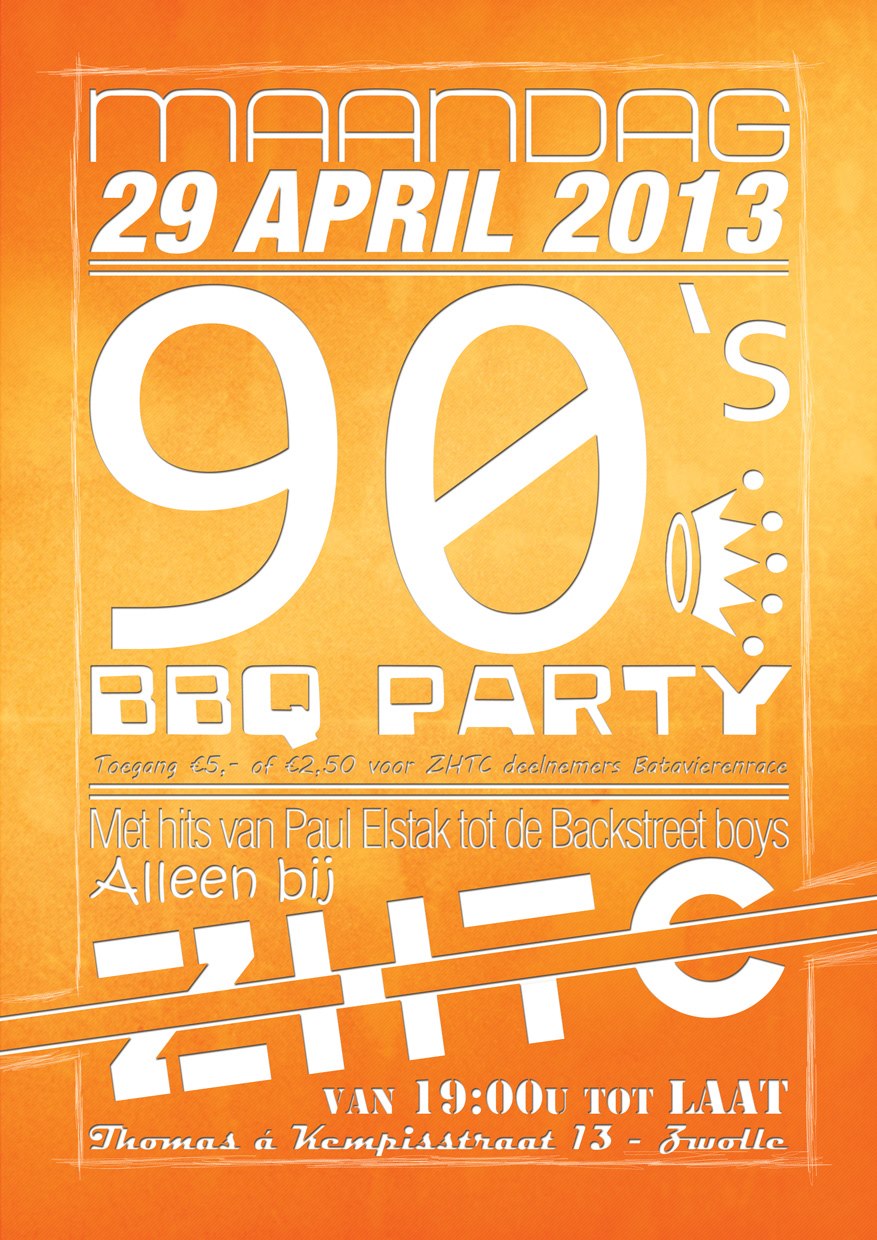 MAANDAG
29 APRIL 2013
90`s
BBQ PARTY
Toegang €5,- of €2,50 voor ZHTC deelnemers Batavierenrace
Met hits van Paul Elstak tot de Backstreet boys
Alleen bij
ZHTC
VAN 19:00U TOT LAAT
Thomas á Kempisstraat 13 - Zwolle